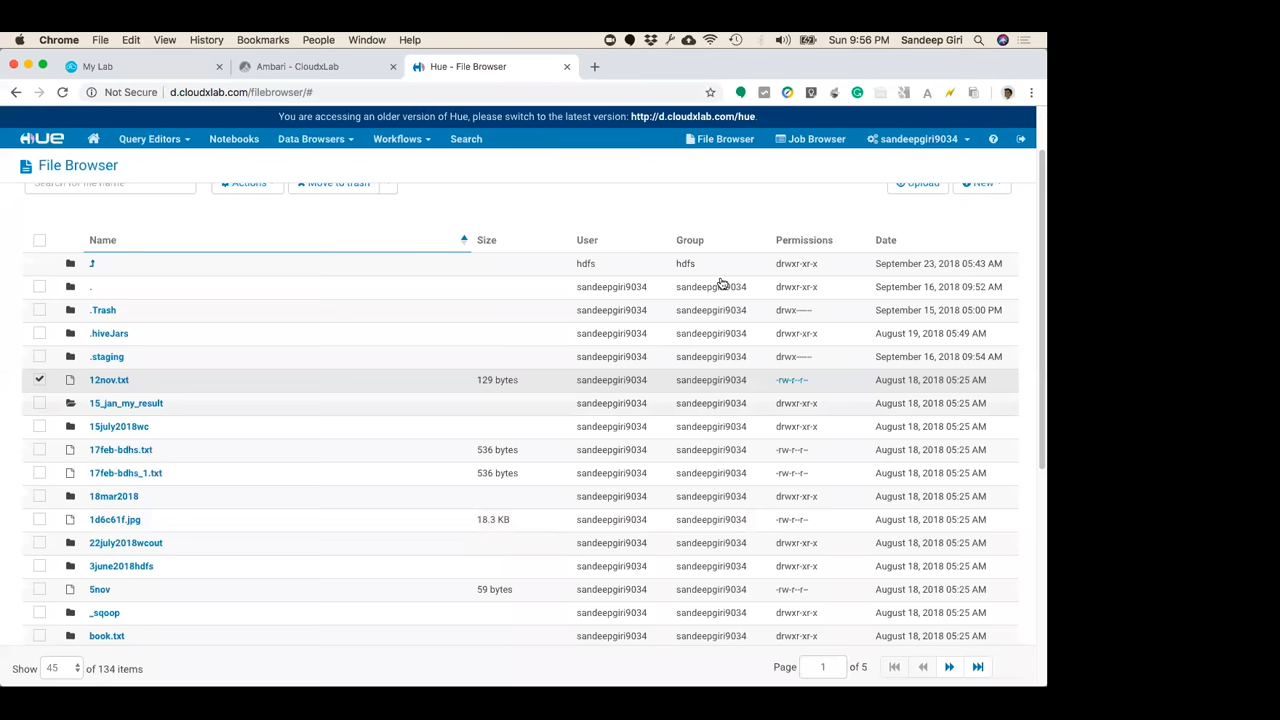 Chrome File Edit View History Bookmarks People Window Help Sun 9:56 PM Sandeep Giri
My Lab Ambari - CloudxLab Hue - File Browser
Not Secure d.cloudxlab.com/filebrowser/#
You are accessing an older version of Hue, please switch to the latest version: http://d.cloudxlab.com/hue.
HUE Query Editors Notebooks Data Browsers Workflows Search File Browser Job Browser sandeepgiri9034
File Browser
Search for file name Actions Move to trash Upload New
Name Size User Group Permissions Date
hdfs hdfs drwxr-xr-x September 23, 2018 05:43 AM
. sandeepgiri9034 sandeepgiri9034 drwxr-xr-x September 16, 2018 09:52 AM
.Trash sandeepgiri9034 sandeepgiri9034 drwx------ September 15, 2018 05:00 PM
.hiveJars sandeepgiri9034 sandeepgiri9034 drwxr-xr-x August 19, 2018 05:49 AM
.staging sandeepgiri9034 sandeepgiri9034 drwx------ September 16, 2018 09:54 AM
12nov.txt 129 bytes sandeepgiri9034 sandeepgiri9034 -rw-r--r-- August 18, 2018 05:25 AM
15_jan_my_result sandeepgiri9034 sandeepgiri9034 drwxr-xr-x August 18, 2018 05:25 AM
15july2018wc sandeepgiri9034 sandeepgiri9034 drwxr-xr-x August 18, 2018 05:25 AM
17feb-bdhs.txt 536 bytes sandeepgiri9034 sandeepgiri9034 -rw-r--r-- August 18, 2018 05:25 AM
17feb-bdhs_1.txt 536 bytes sandeepgiri9034 sandeepgiri9034 -rw-r--r-- August 18, 2018 05:25 AM
18mar2018 sandeepgiri9034 sandeepgiri9034 drwxr-xr-x August 18, 2018 05:25 AM
1d6c61f.jpg 18.3 KB sandeepgiri9034 sandeepgiri9034 -rw-r--r-- August 18, 2018 05:25 AM
22july2018wcout sandeepgiri9034 sandeepgiri9034 drwxr-xr-x August 18, 2018 05:25 AM
3june2018hdfs sandeepgiri9034 sandeepgiri9034 drwxr-xr-x August 18, 2018 05:25 AM
5nov 59 bytes sandeepgiri9034 sandeepgiri9034 -rw-r--r-- August 18, 2018 05:25 AM
_sqoop sandeepgiri9034 sandeepgiri9034 drwxr-xr-x August 18, 2018 05:25 AM
book.txt sandeepgiri9034 sandeepgiri9034 drwxr-xr-x August 18, 2018 05:25 AM
Show 45 of 134 items Page 1 of 5